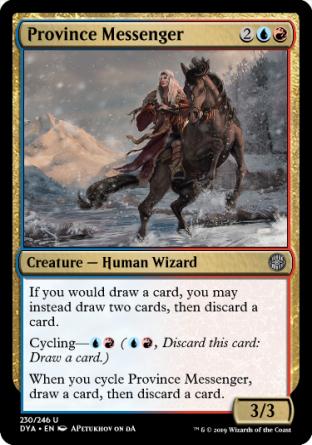 Province Messenger 2
Creature — Human Wizard
If you would draw a card, you may
instead draw two cards, then discard a
card.
Cycling— ( , Discard this card:
Draw a card.)
When you cycle Province Messenger,
draw a card, then discard a card.
3/3
230/246 U
DYA • EN APETUKHOV ON DA
™ & © 2019 Wizards of the Coast